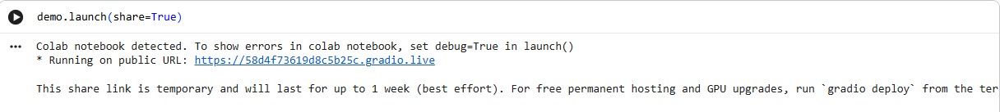 demo.launch(share=True)
Colab notebook detected. To show errors in colab notebook, set debug=True in launch()
* Running on public URL: https://58d4f73619d8c5b25c.gradio.live
This share link is temporary and will last for up to 1 week (best effort). For free permanent hosting and GPU upgrades, run `gradio deploy` from the